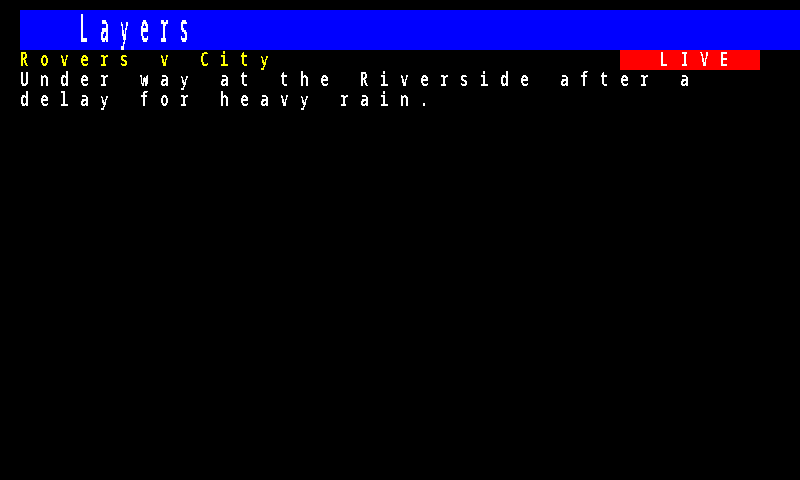 Layers
Rovers v City LIVE
Under way at the Riverside after a
delay for heavy rain.